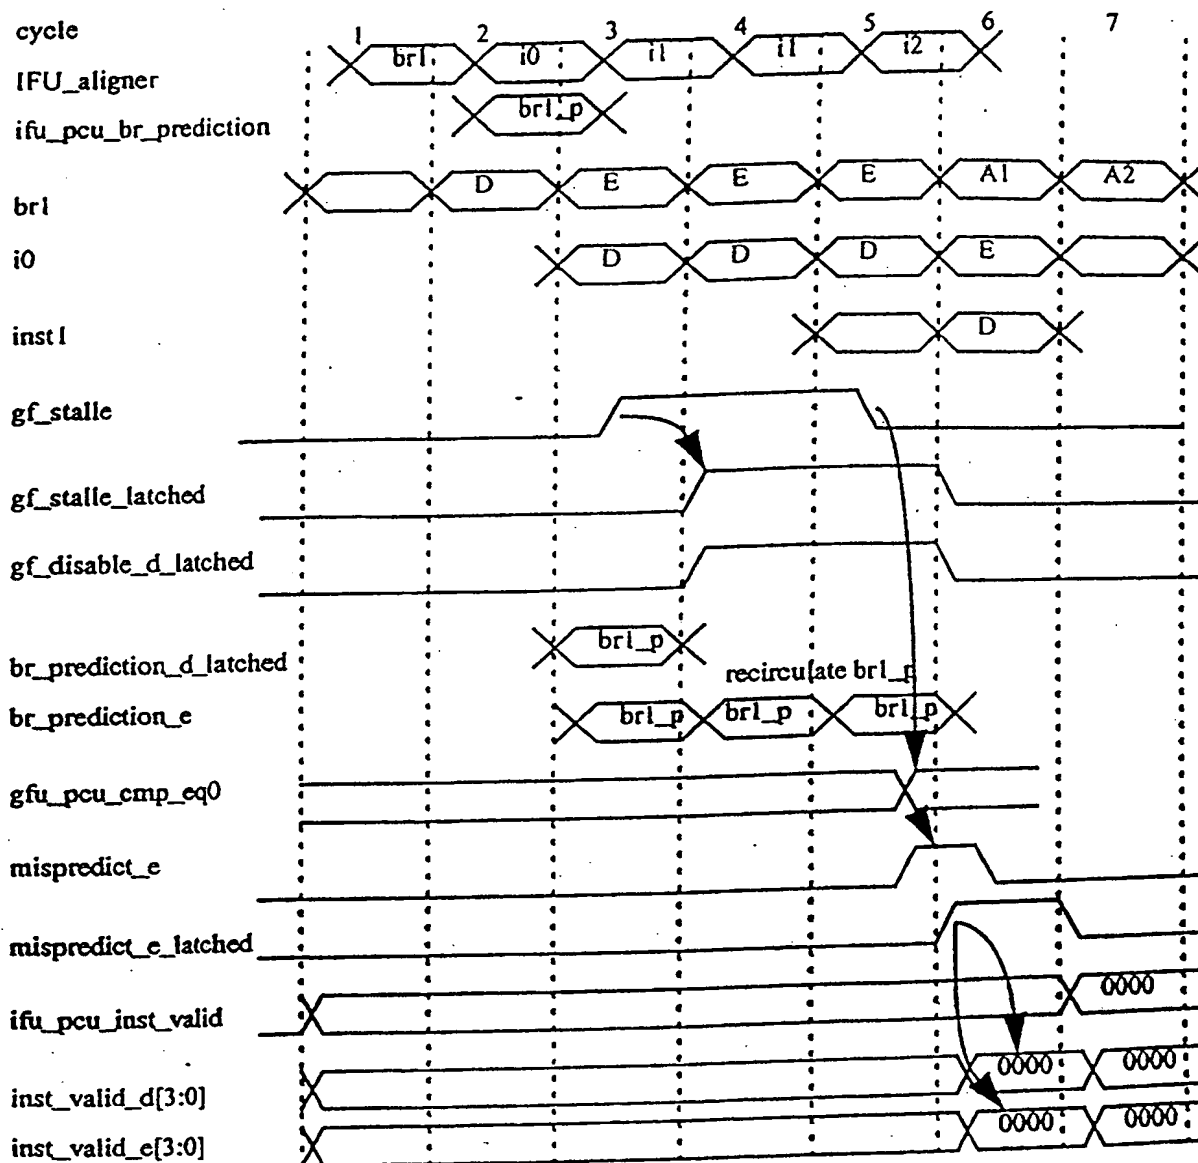 cycle 1 2 3 4 5 6 7
IFU_aligner br1 i0 i1 i1 i2
ifu_pcu_br_prediction br1_p
br1 D E E E A1 A2
i0 D D D E
inst1 D
gf_stalle
gf_stalle_latched
gf_disable_d_latched
br_prediction_d_latched br1_p
recirculate br1_p
br_prediction_e br1_p br1_p br1_p
gfu_pcu_cmp_eq0
mispredict_e
mispredict_e_latched
ifu_pcu_inst_valid 0000
inst_valid_d[3:0] 0000 0000
inst_valid_e[3:0] 0000 0000